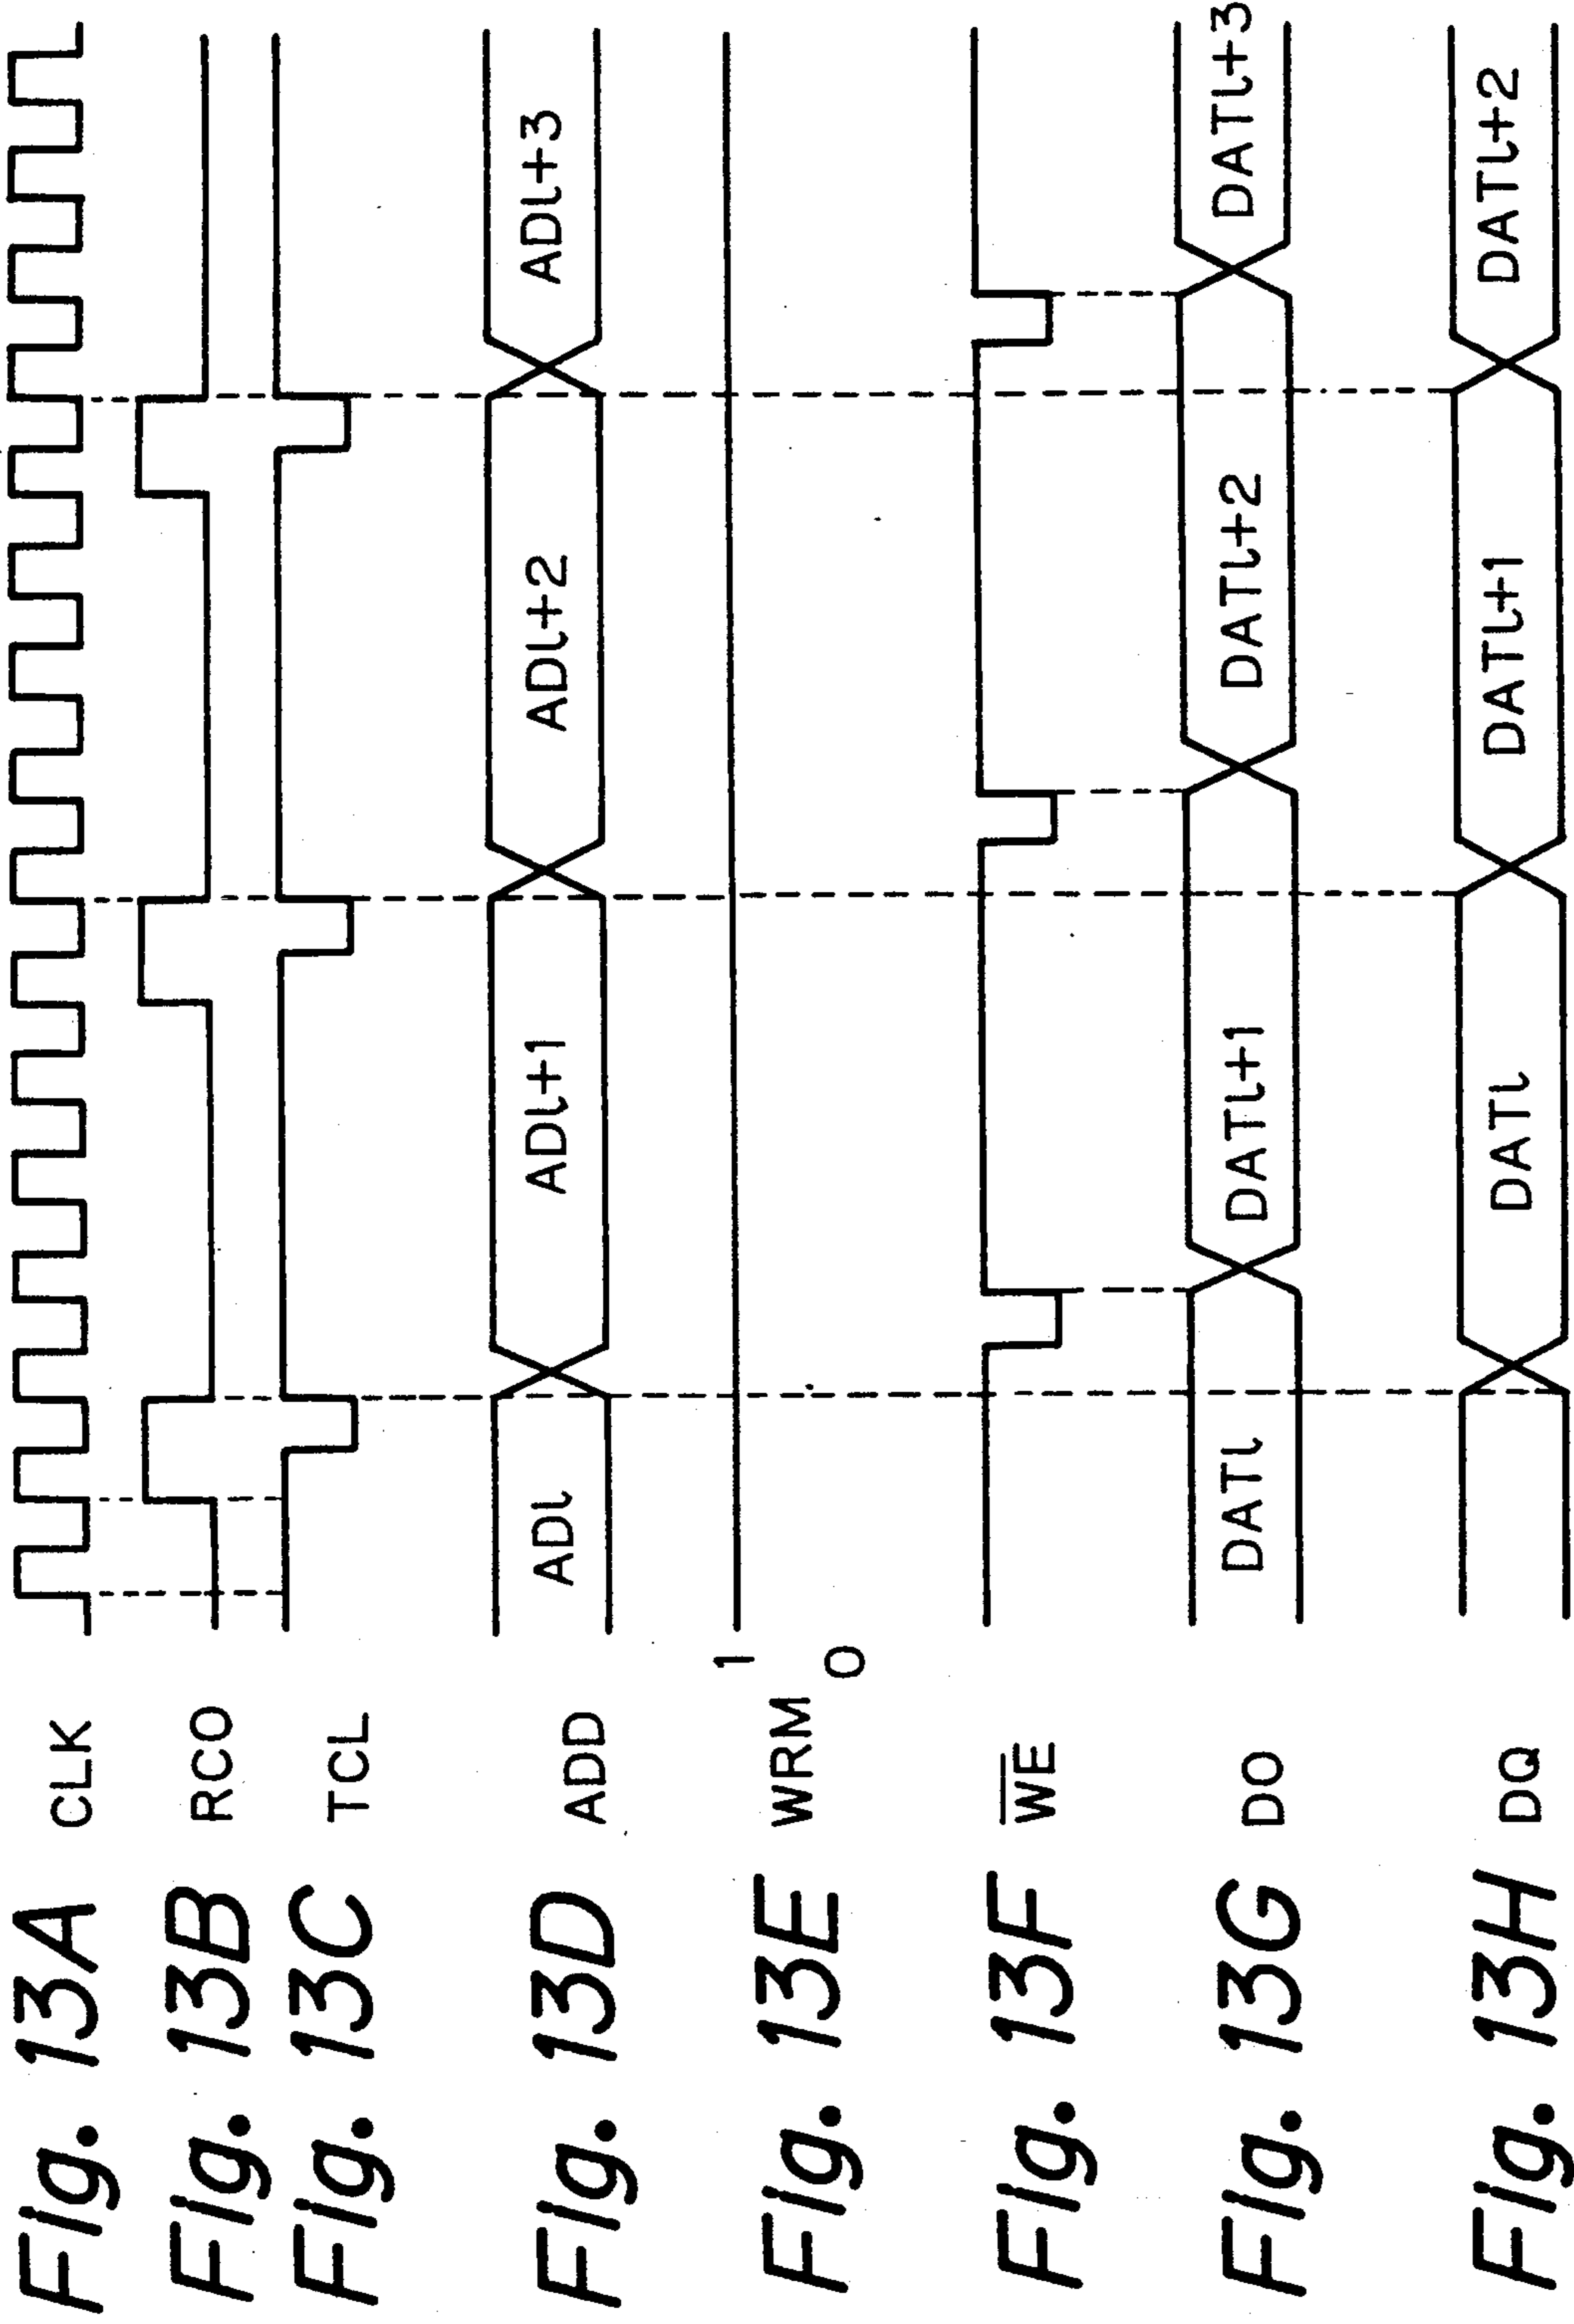 Fig. 13A CLK
Fig. 13B RCO
Fig. 13C TCL
Fig. 13D ADD ADl ADl+1 ADl+2 ADl+3
Fig. 13E WRM 1 0
Fig. 13F W̅E̅
Fig. 13G DO DATl DATl+1 DATl+2 DATl+3
Fig. 13H DQ DATl DATl+1 DATl+2